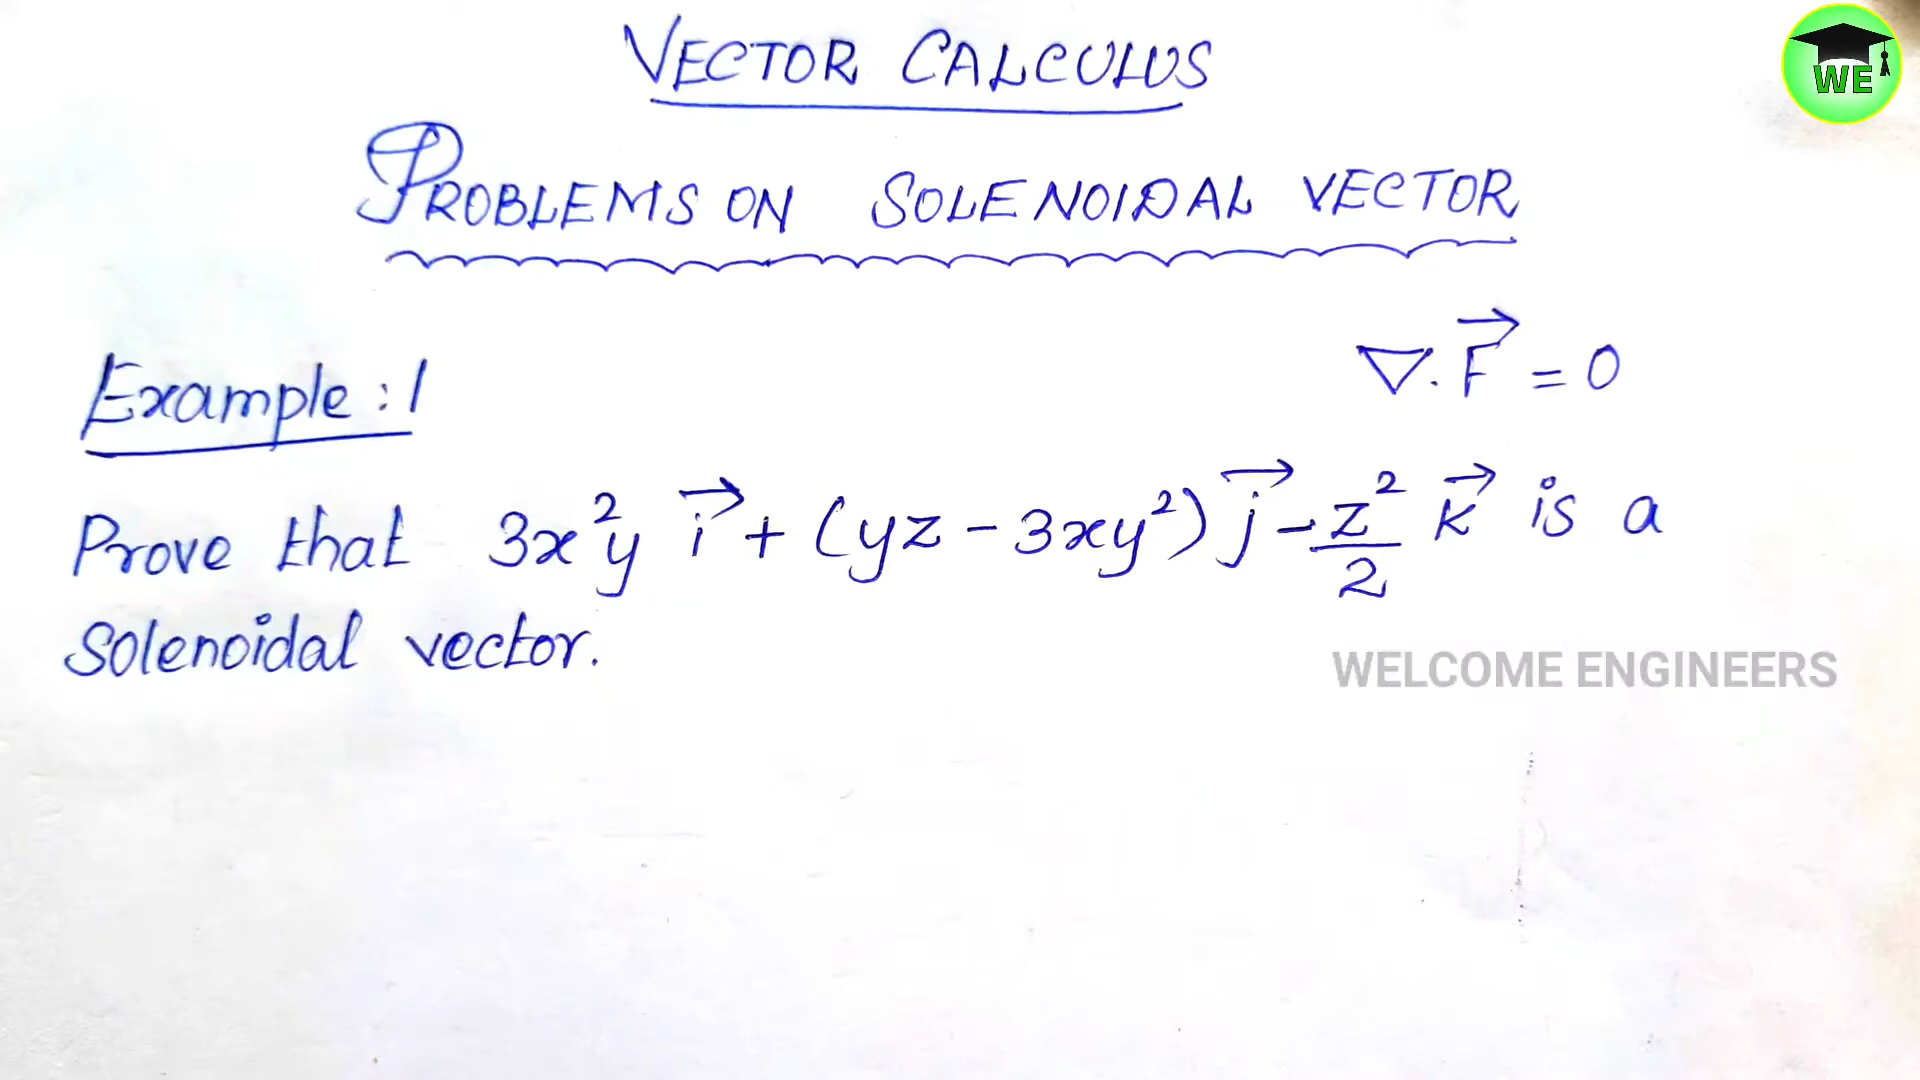 VECTOR CALCULUS
WE
PROBLEMS ON SOLENOIDAL VECTOR
∇. F⃗ = 0
Example : 1
Prove that 3x²y i⃗ + (yz - 3xy²) j⃗ - z²/2 k⃗ is a
Solenoidal vector.
WELCOME ENGINEERS